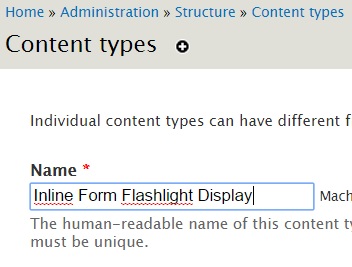 Home » Administration » Structure » Content types
Content types
Individual content types can have different f
Name *
Inline Form Flashlight Display Mach
The human-readable name of this content ty
must be unique.